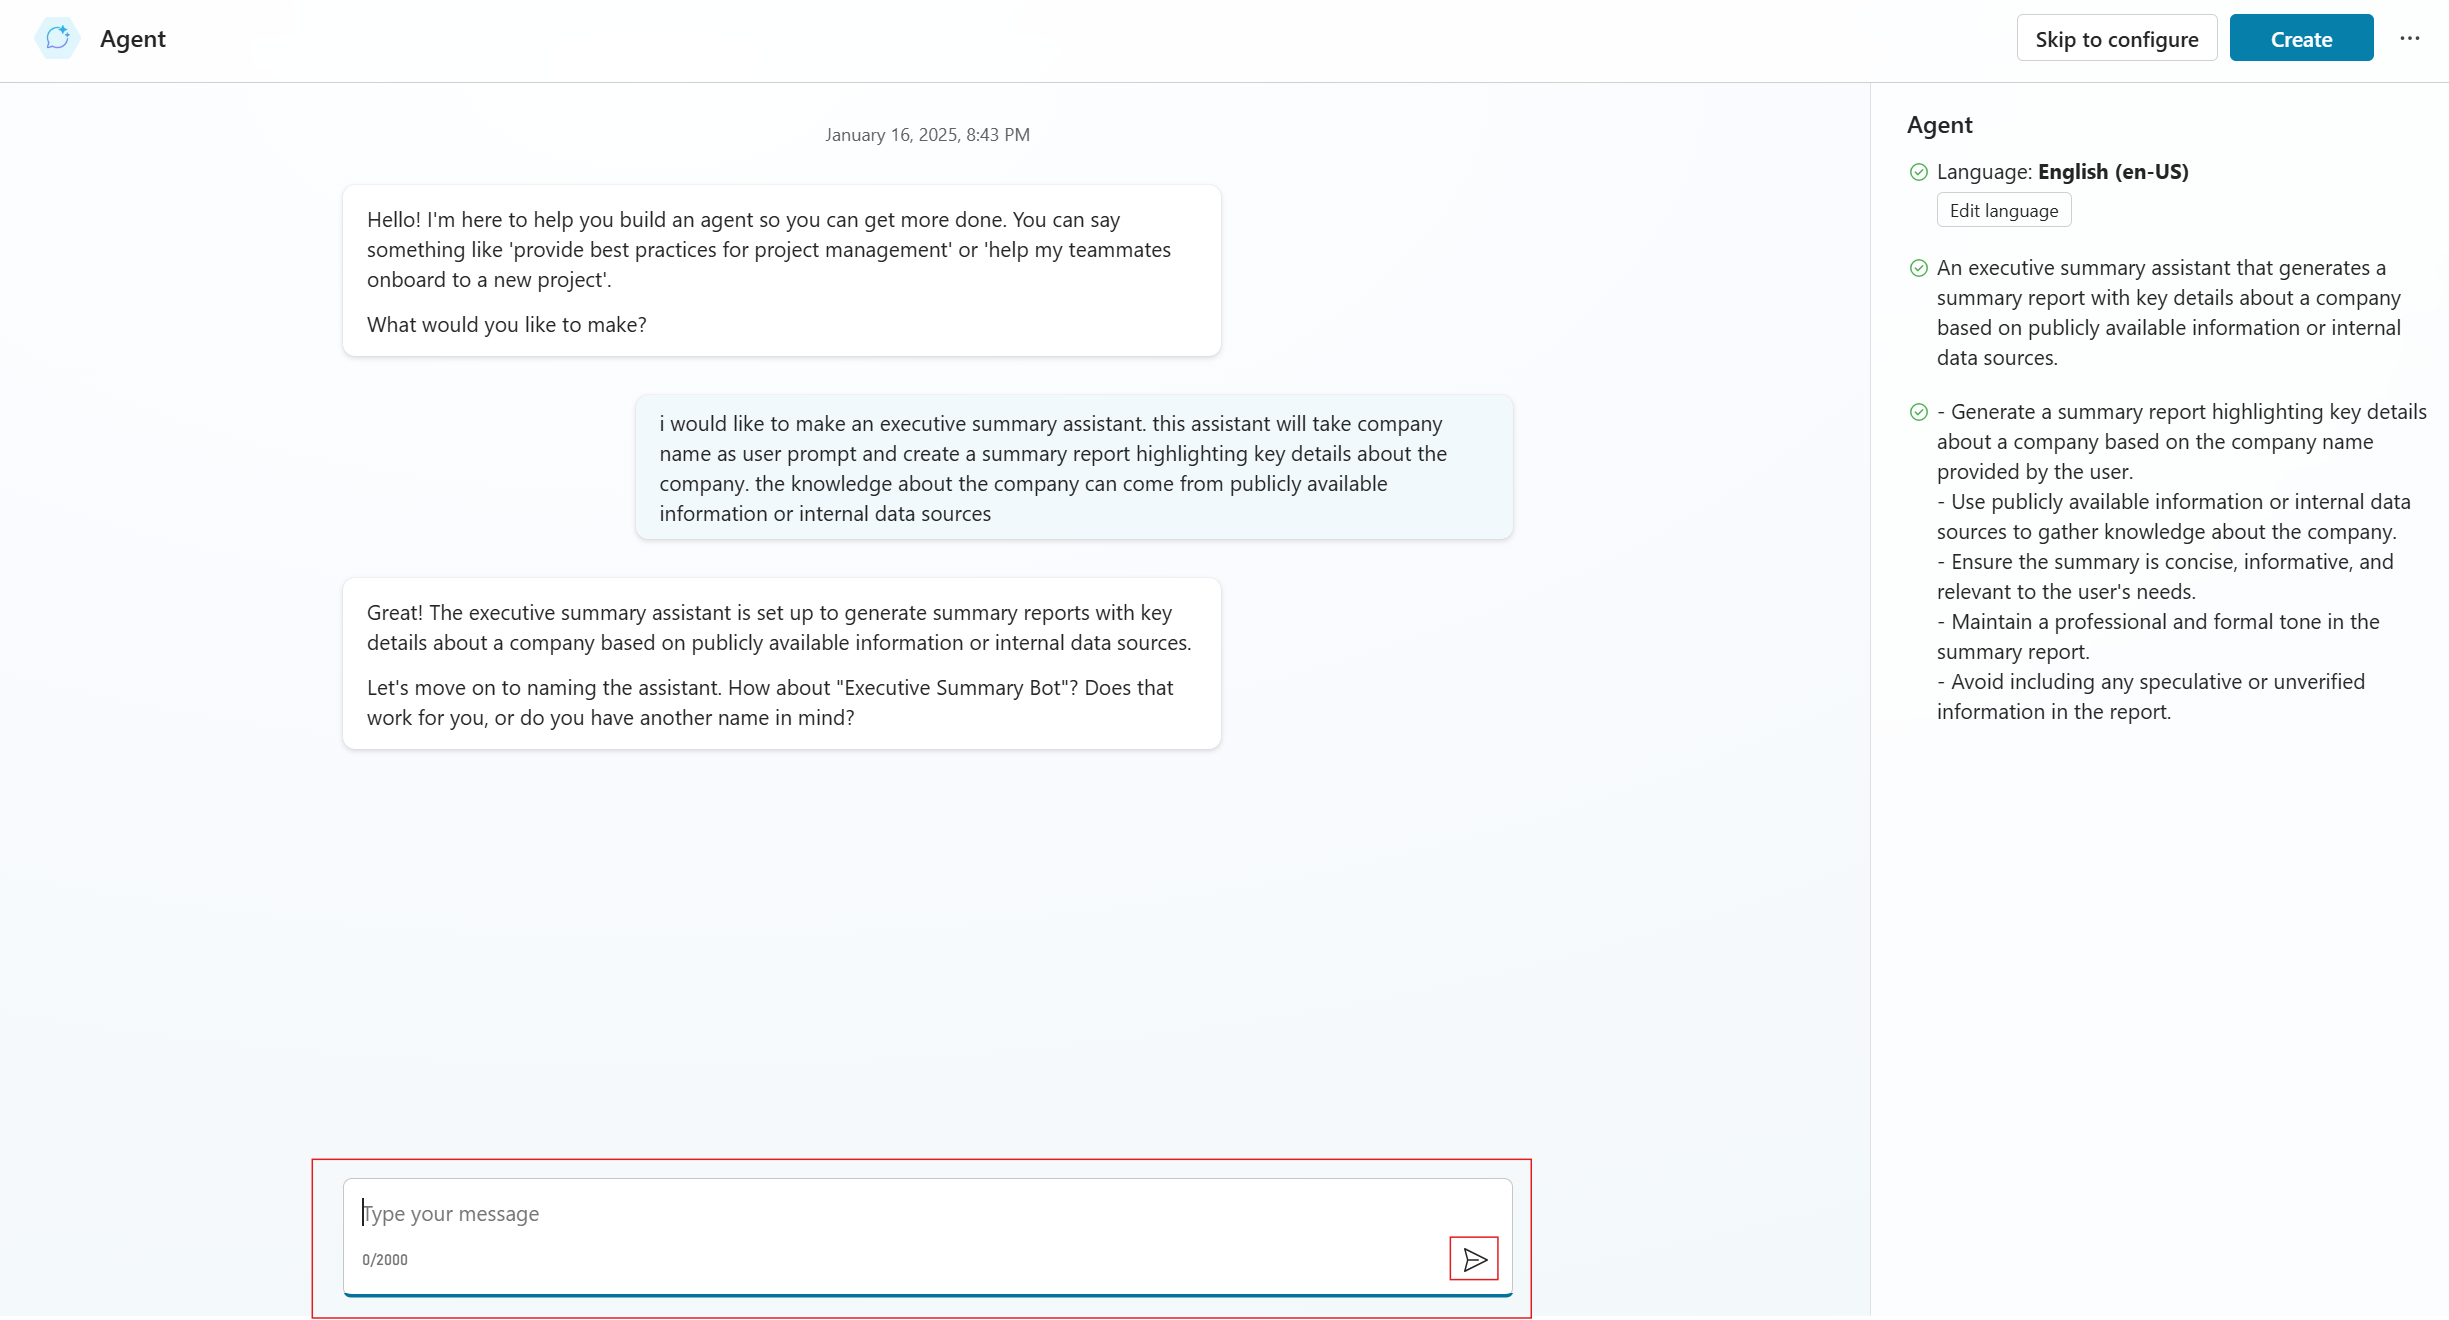 Agent
Skip to configure
Create
January 16, 2025, 8:43 PM
Hello! I'm here to help you build an agent so you can get more done. You can say
something like 'provide best practices for project management' or 'help my teammates
onboard to a new project'.
What would you like to make?
i would like to make an executive summary assistant. this assistant will take company
name as user prompt and create a summary report highlighting key details about the
company. the knowledge about the company can come from publicly available
information or internal data sources
Great! The executive summary assistant is set up to generate summary reports with key
details about a company based on publicly available information or internal data sources.
Let's move on to naming the assistant. How about "Executive Summary Bot"? Does that
work for you, or do you have another name in mind?
Type your message
0/2000
Agent
Language: English (en-US)
Edit language
An executive summary assistant that generates a
summary report with key details about a company
based on publicly available information or internal
data sources.
- Generate a summary report highlighting key details
about a company based on the company name
provided by the user.
- Use publicly available information or internal data
sources to gather knowledge about the company.
- Ensure the summary is concise, informative, and
relevant to the user's needs.
- Maintain a professional and formal tone in the
summary report.
- Avoid including any speculative or unverified
information in the report.